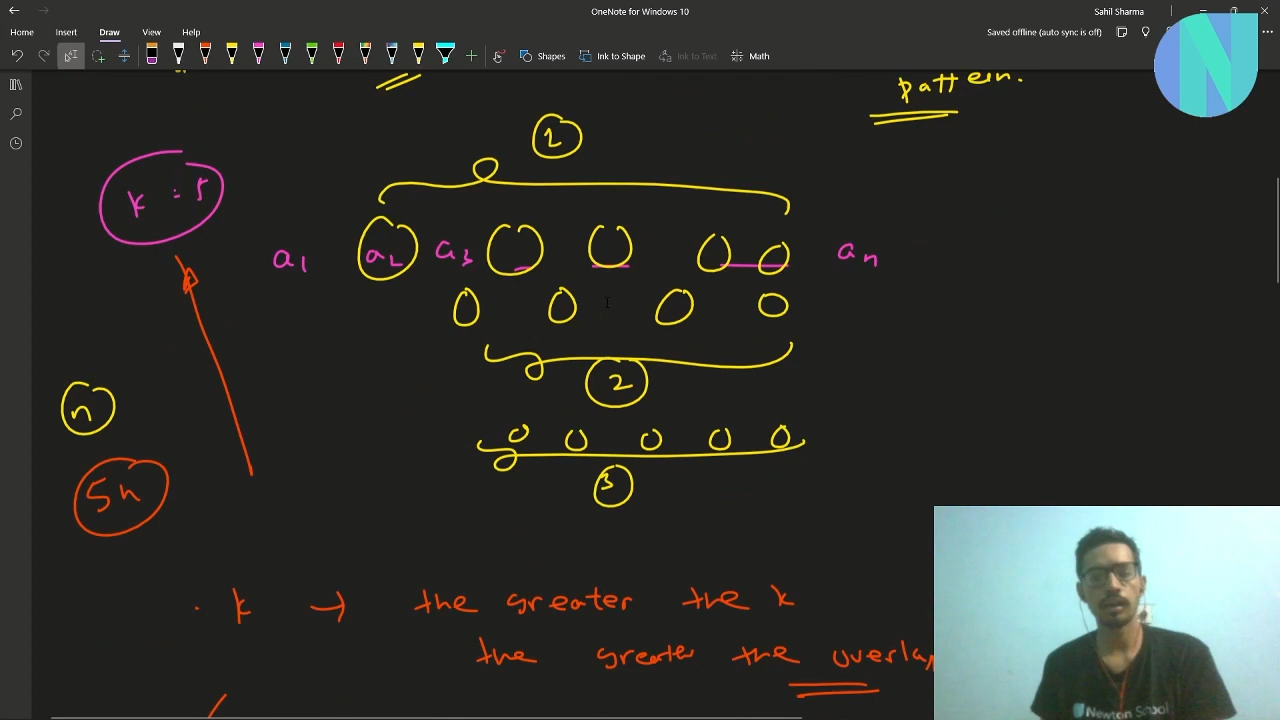 OneNote for Windows 10
Sahil Sharma
Home Insert Draw View Help
Saved offline (auto sync is off)
Shapes Ink to Shape Ink to Text Math
pattern.
2
k = 5
a1 a2 a3 an
2
n
3
5n
. k → the greater the k
the greater the overlap
Newton School